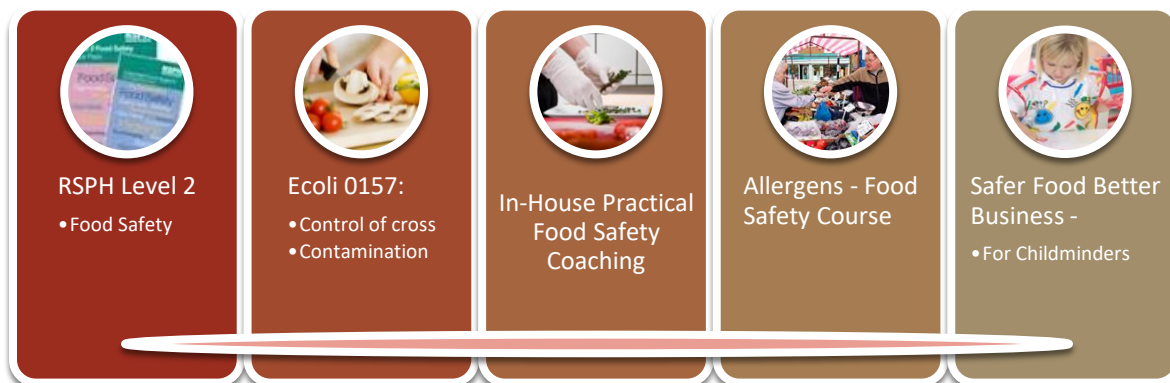 RSPH Level 2
•Food Safety
Ecoli 0157:
•Control of cross
•Contamination
In-House Practical
Food Safety
Coaching
Allergens - Food
Safety Course
Safer Food Better
Business -
•For Childminders